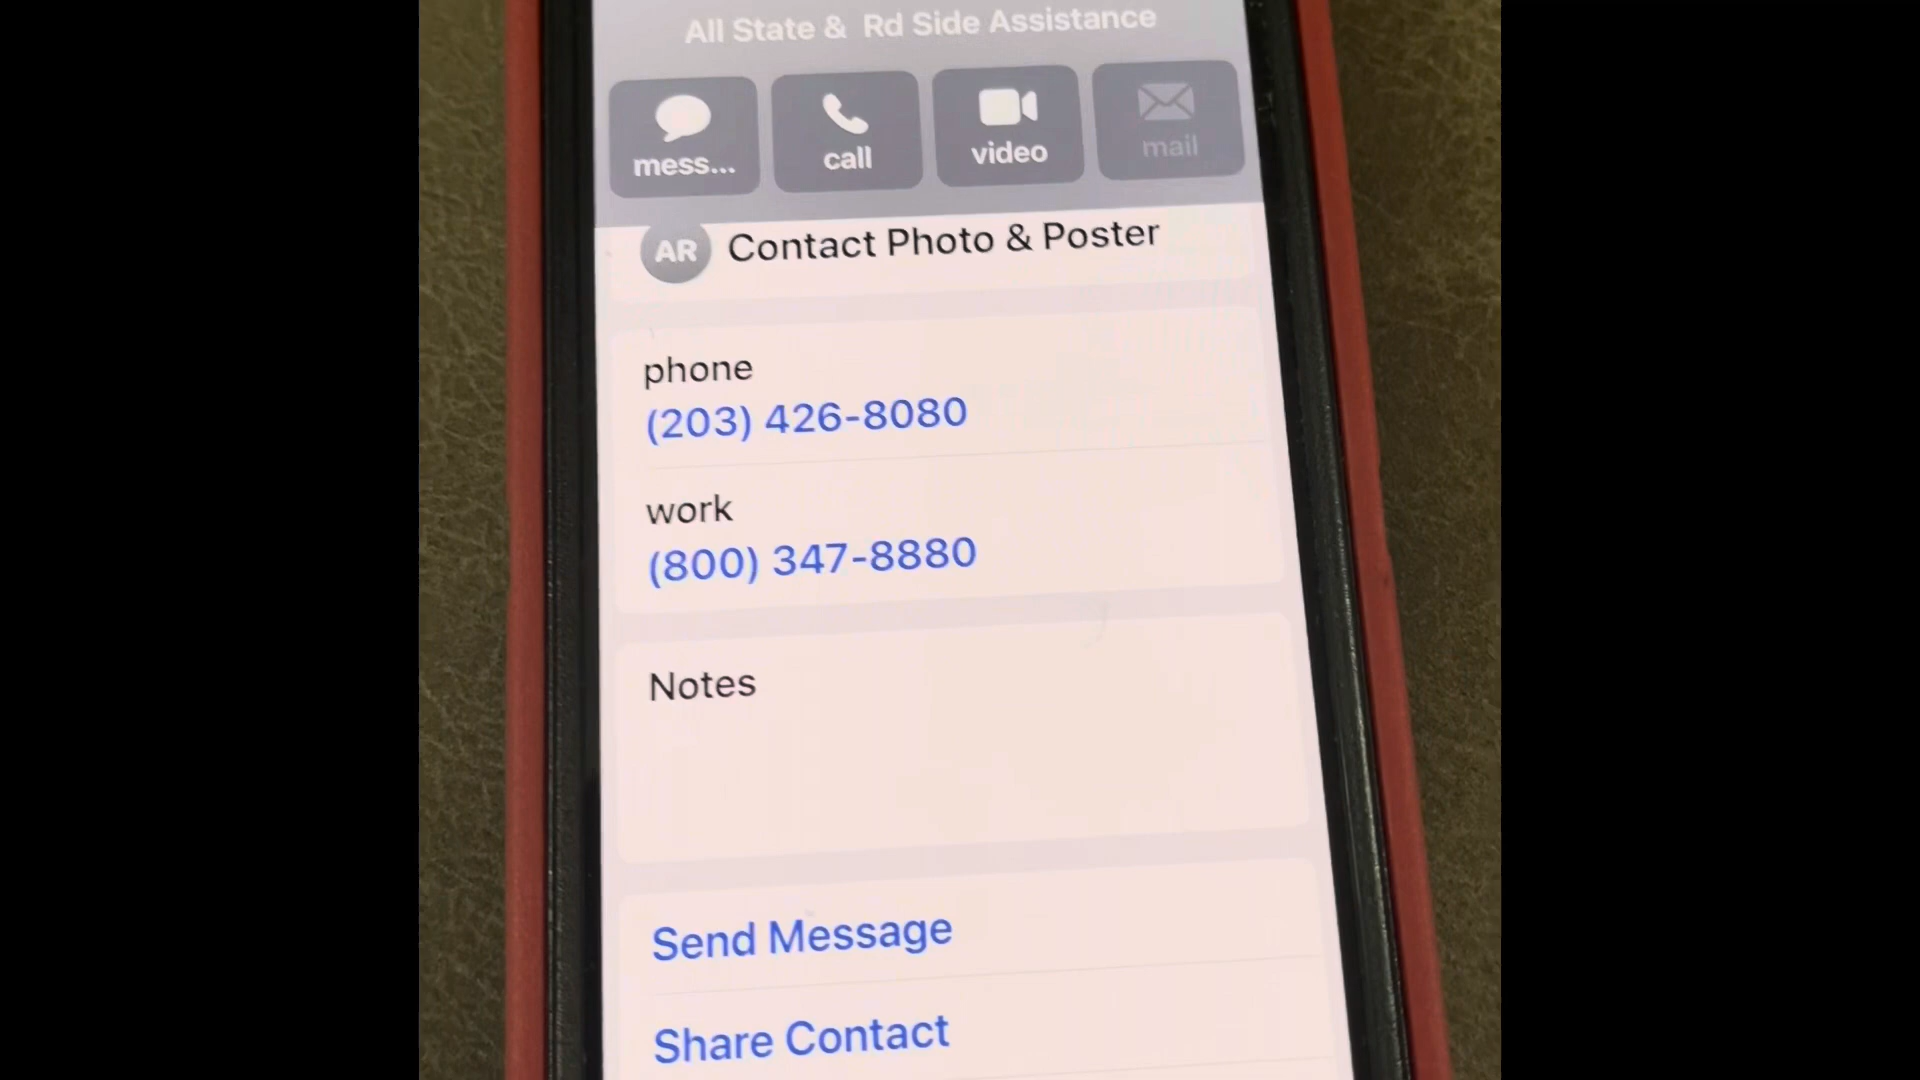 All State & Rd Side Assistance
mess... call video mail
AR Contact Photo & Poster
phone
(203) 426-8080
work
(800) 347-8880
Notes
Send Message
Share Contact